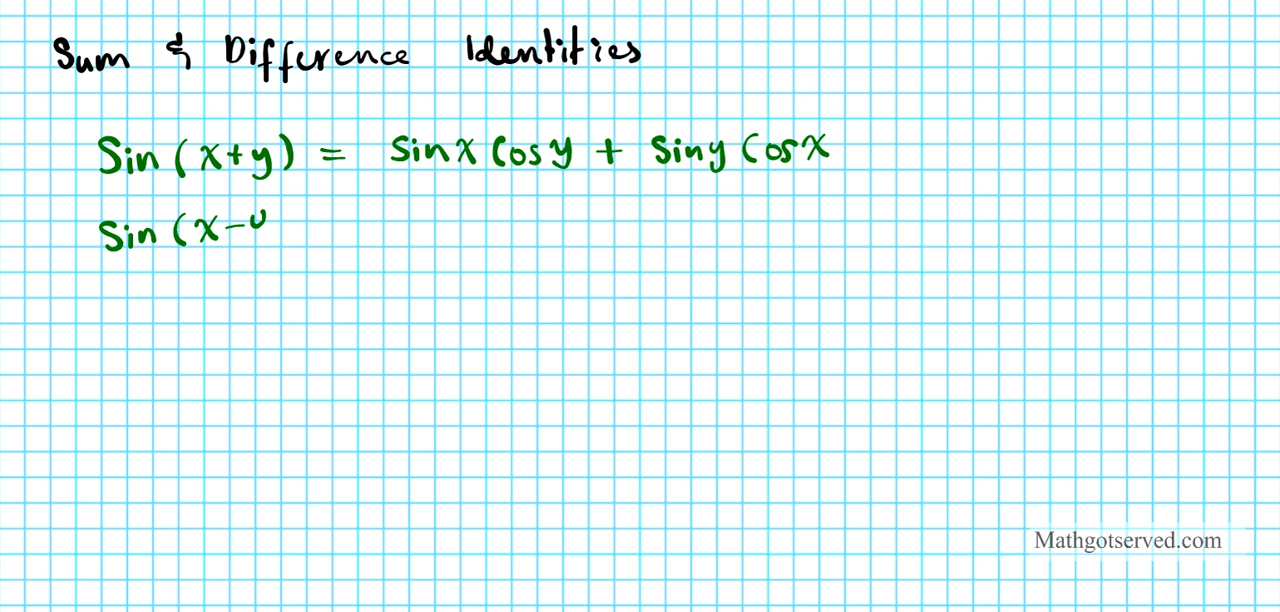 Sum & Difference Identities
Sin (x+y) = Sinx Cosy + Siny Cosx
Sin (x-
Mathgotserved.com